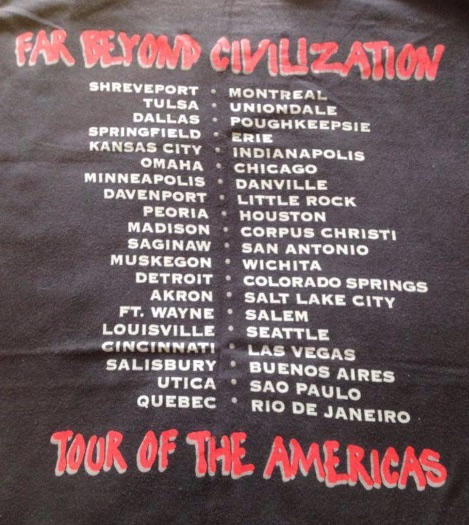 FAR BEYOND CIVILIZATION
SHREVEPORT • MONTREAL
TULSA • UNIONDALE
DALLAS • POUGHKEEPSIE
SPRINGFIELD • ERIE
KANSAS CITY • INDIANAPOLIS
OMAHA • CHICAGO
MINNEAPOLIS • DANVILLE
DAVENPORT • LITTLE ROCK
PEORIA • HOUSTON
MADISON • CORPUS CHRISTI
SAGINAW • SAN ANTONIO
MUSKEGON • WICHITA
DETROIT • COLORADO SPRINGS
AKRON • SALT LAKE CITY
FT. WAYNE • SALEM
LOUISVILLE • SEATTLE
CINCINNATI • LAS VEGAS
SALISBURY • BUENOS AIRES
UTICA • SAO PAULO
QUEBEC • RIO DE JANEIRO
TOUR OF THE AMERICAS